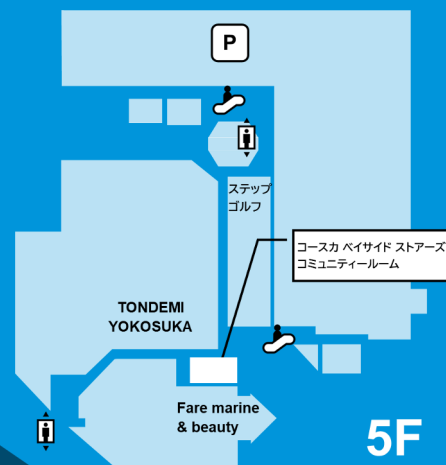 P
ステップ
ゴルフ
コースカ ベイサイド ストアーズ
コミュニティールーム
TONDEMI
YOKOSUKA
Fare marine
& beauty
5F